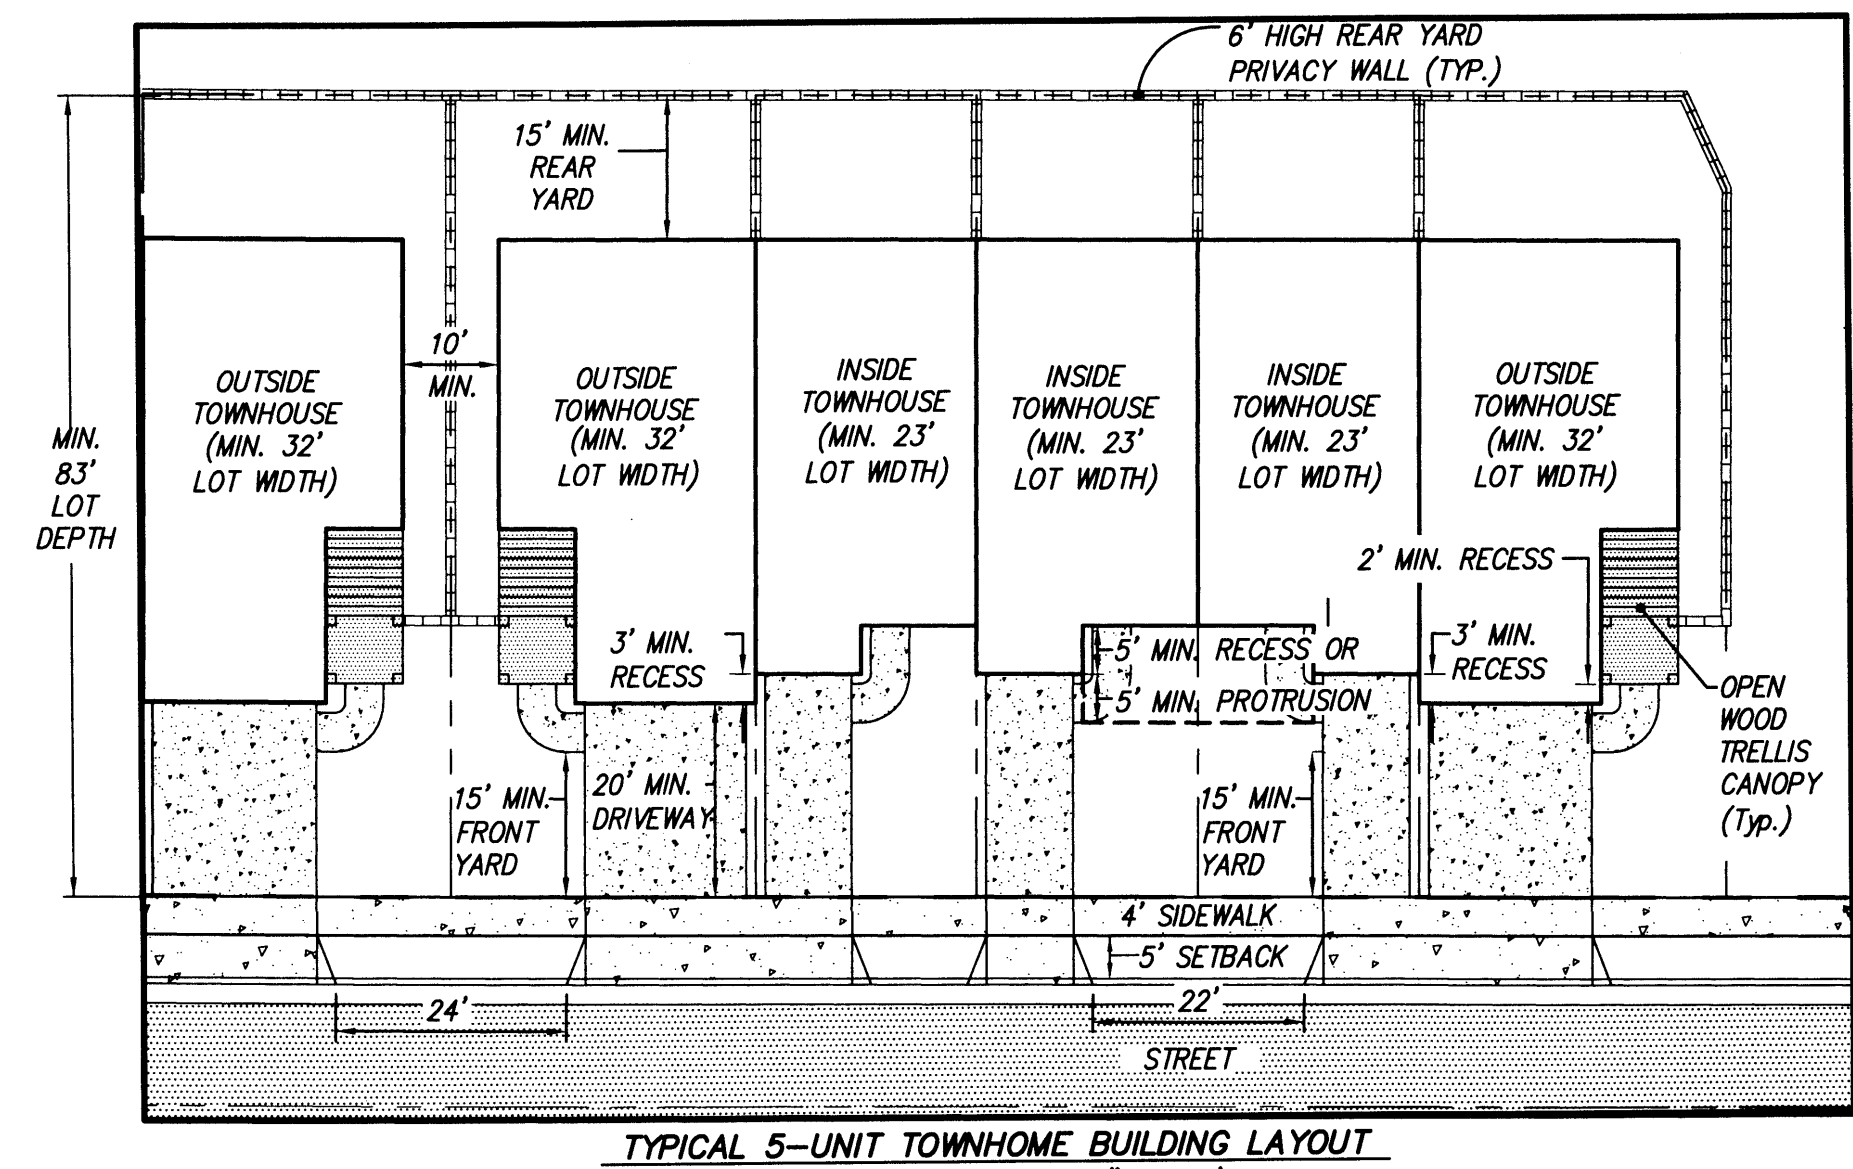 6' HIGH REAR YARD
PRIVACY WALL (TYP.)
15' MIN.
REAR
YARD
10'
MIN.
MIN.
83'
LOT
DEPTH
OUTSIDE
TOWNHOUSE
(MIN. 32'
LOT WIDTH)
OUTSIDE
TOWNHOUSE
(MIN. 32'
LOT WIDTH)
INSIDE
TOWNHOUSE
(MIN. 23'
LOT WIDTH)
INSIDE
TOWNHOUSE
(MIN. 23'
LOT WIDTH)
INSIDE
TOWNHOUSE
(MIN. 23'
LOT WIDTH)
OUTSIDE
TOWNHOUSE
(MIN. 32'
LOT WIDTH)
2' MIN. RECESS
3' MIN.
RECESS
5' MIN. RECESS OR
5' MIN. PROTRUSION
3' MIN.
RECESS
OPEN
WOOD
TRELLIS
CANOPY
(Typ.)
15' MIN.
FRONT
YARD
20' MIN.
DRIVEWAY
15' MIN.
FRONT
YARD
4' SIDEWALK
5' SETBACK
24'
22'
STREET
TYPICAL 5-UNIT TOWNHOME BUILDING LAYOUT